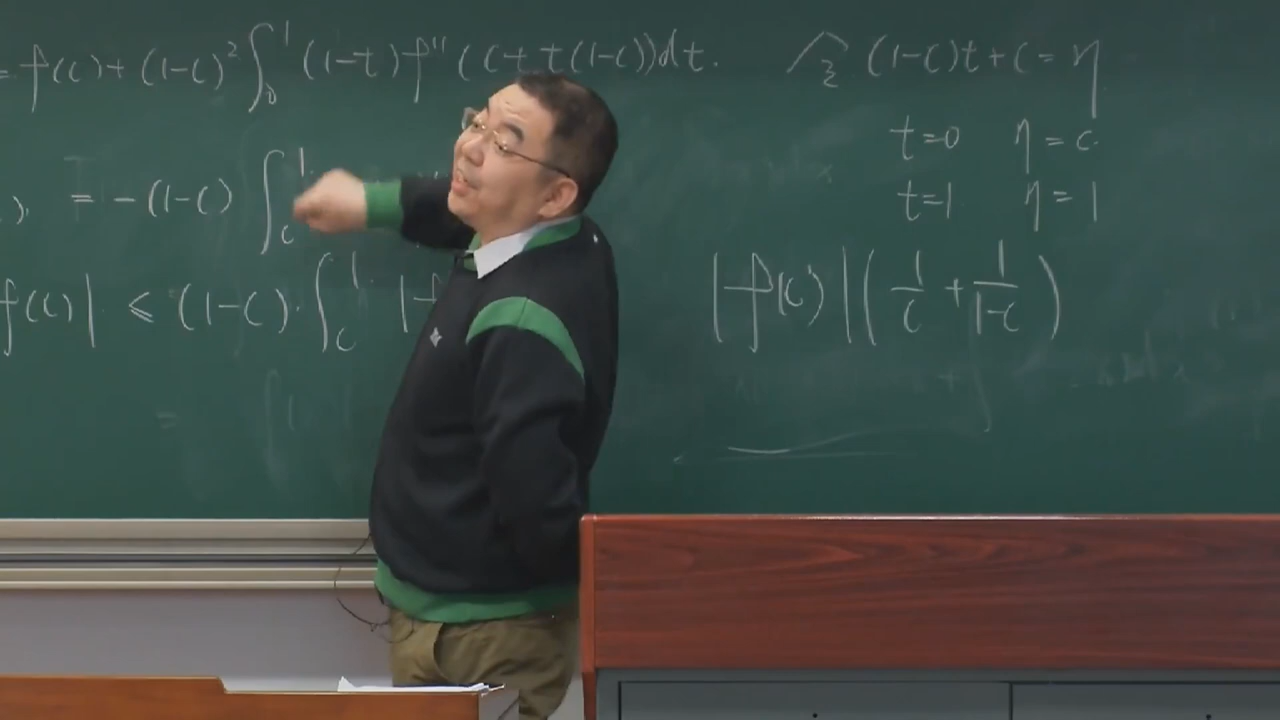 = f(c) + (1-c)² ∫₀¹ (1-t) f''(c+t(1-c))dt. 令 (1-c)t+c=η
t=0 η=c
), = -(1-c) ∫_c^1 t=1 η=1
f(c)| ≤ (1-c)· ∫_c^1 |f |f(c)| (1/c + 1/(1-c))